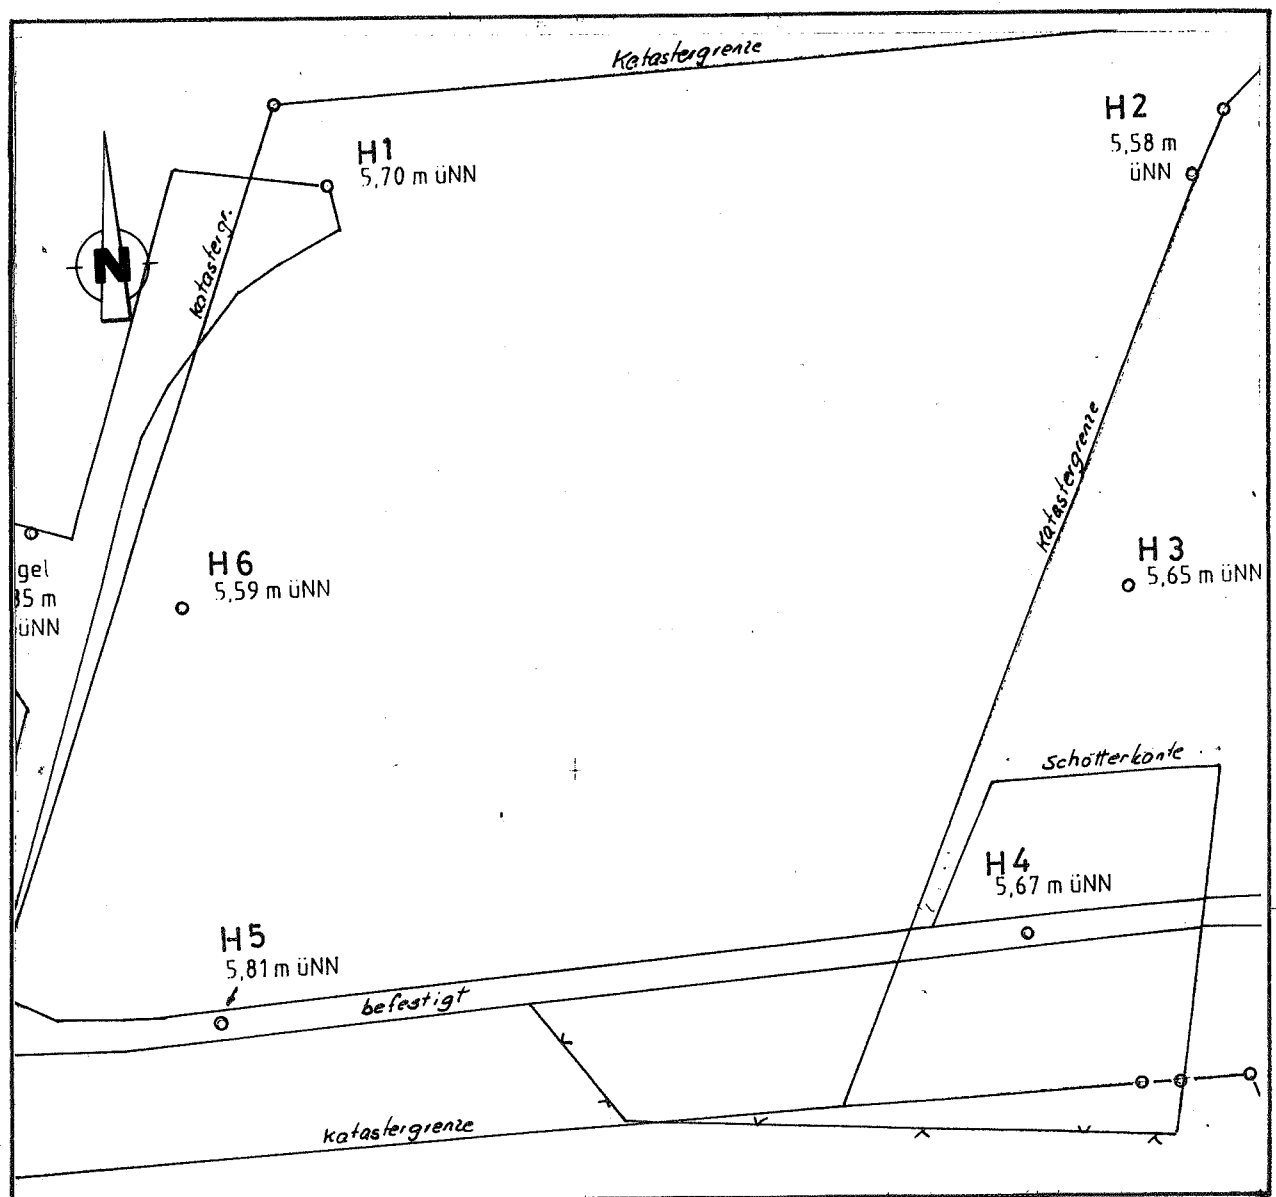 Katastergrenze
H1
5,70 m üNN
H2
5,58 m
üNN
katastergr.
N
Katastergrenze
H3
5,65 m üNN
gel
35 m
üNN
H6
5,59 m üNN
Schotterkante
H4
5,67 m üNN
H5
5,81 m üNN
befestigt
katastergrenze